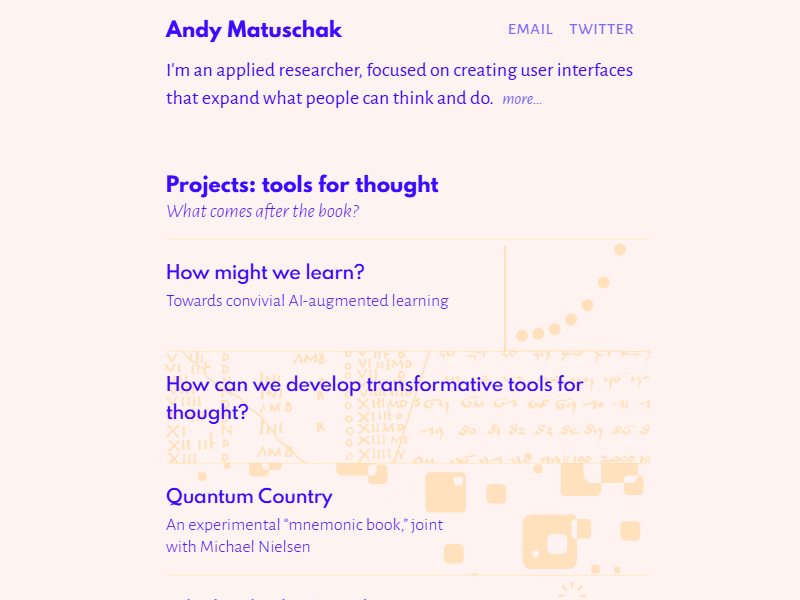 Andy Matuschak
EMAIL TWITTER
I'm an applied researcher, focused on creating user interfaces
that expand what people can think and do. more...
Projects: tools for thought
What comes after the book?
How might we learn?
Towards convivial AI-augmented learning
How can we develop transformative tools for
thought?
Quantum Country
An experimental “mnemonic book,” joint
with Michael Nielsen